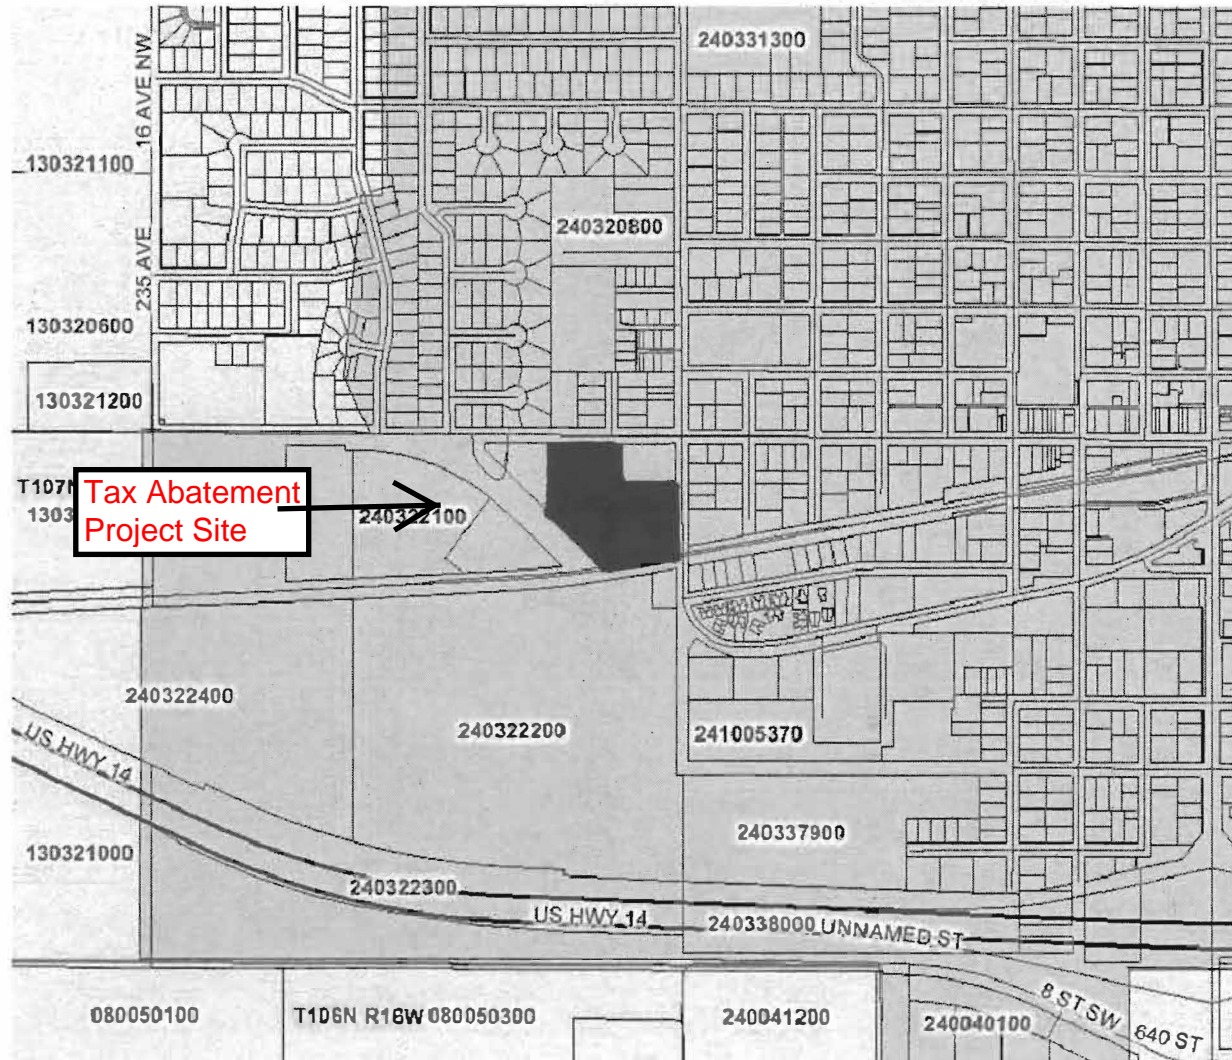 240331300
16 AVE NW
130321100
240320800
235 AVE
130320600
130321200
T107N
Tax Abatement
Project Site
1303
240322100
240322400
240322200
241005370
US HWY 14
240337900
130321000
240322300
US HWY 14
240338000 UNNAMED ST
080050100
T106N R16W 080050300
240041200
240040100
8 ST SW
640 ST